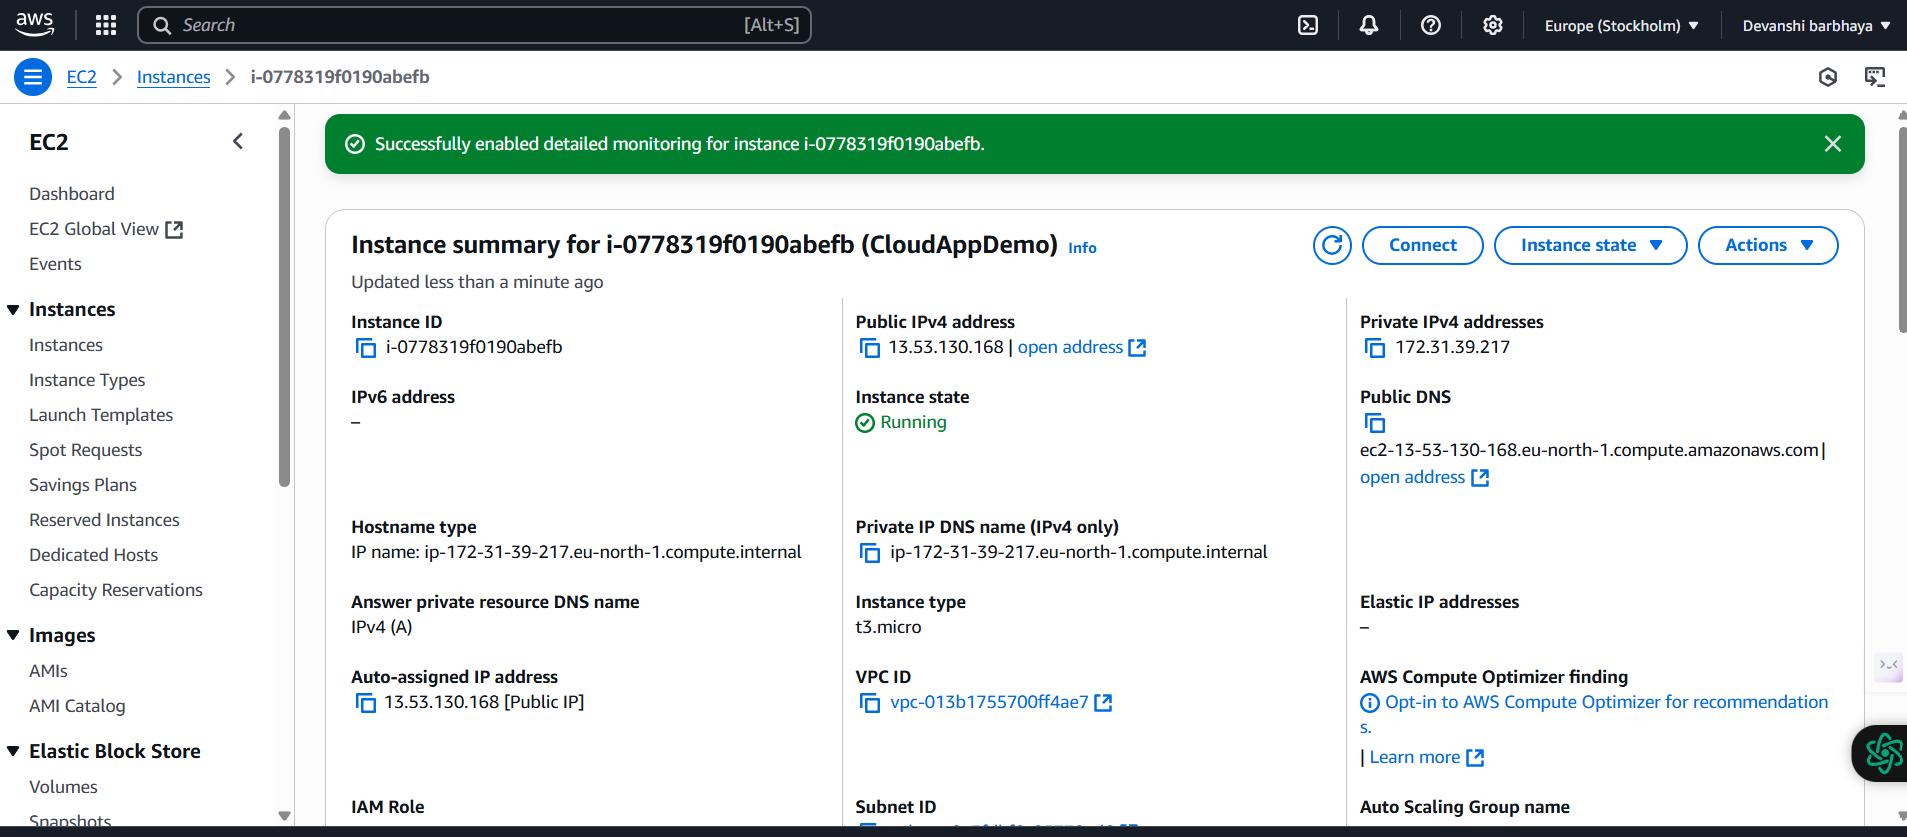 aws
Search [Alt+S]
Europe (Stockholm)
Devanshi barbhaya
EC2
Instances
i-0778319f0190abefb
EC2
Dashboard
EC2 Global View
Events
Instances
Instances
Instance Types
Launch Templates
Spot Requests
Savings Plans
Reserved Instances
Dedicated Hosts
Capacity Reservations
Images
AMIs
AMI Catalog
Elastic Block Store
Volumes
Snapshots
Successfully enabled detailed monitoring for instance i-0778319f0190abefb.
Instance summary for i-0778319f0190abefb (CloudAppDemo) Info
Connect
Instance state
Actions
Updated less than a minute ago
Instance ID
i-0778319f0190abefb
Public IPv4 address
13.53.130.168 | open address
Private IPv4 addresses
172.31.39.217
IPv6 address
–
Instance state
Running
Public DNS
ec2-13-53-130-168.eu-north-1.compute.amazonaws.com |
open address
Hostname type
IP name: ip-172-31-39-217.eu-north-1.compute.internal
Private IP DNS name (IPv4 only)
ip-172-31-39-217.eu-north-1.compute.internal
Answer private resource DNS name
IPv4 (A)
Instance type
t3.micro
Elastic IP addresses
–
Auto-assigned IP address
13.53.130.168 [Public IP]
VPC ID
vpc-013b1755700ff4ae7
AWS Compute Optimizer finding
Opt-in to AWS Compute Optimizer for recommendation
s.
| Learn more
IAM Role
Subnet ID
Auto Scaling Group name